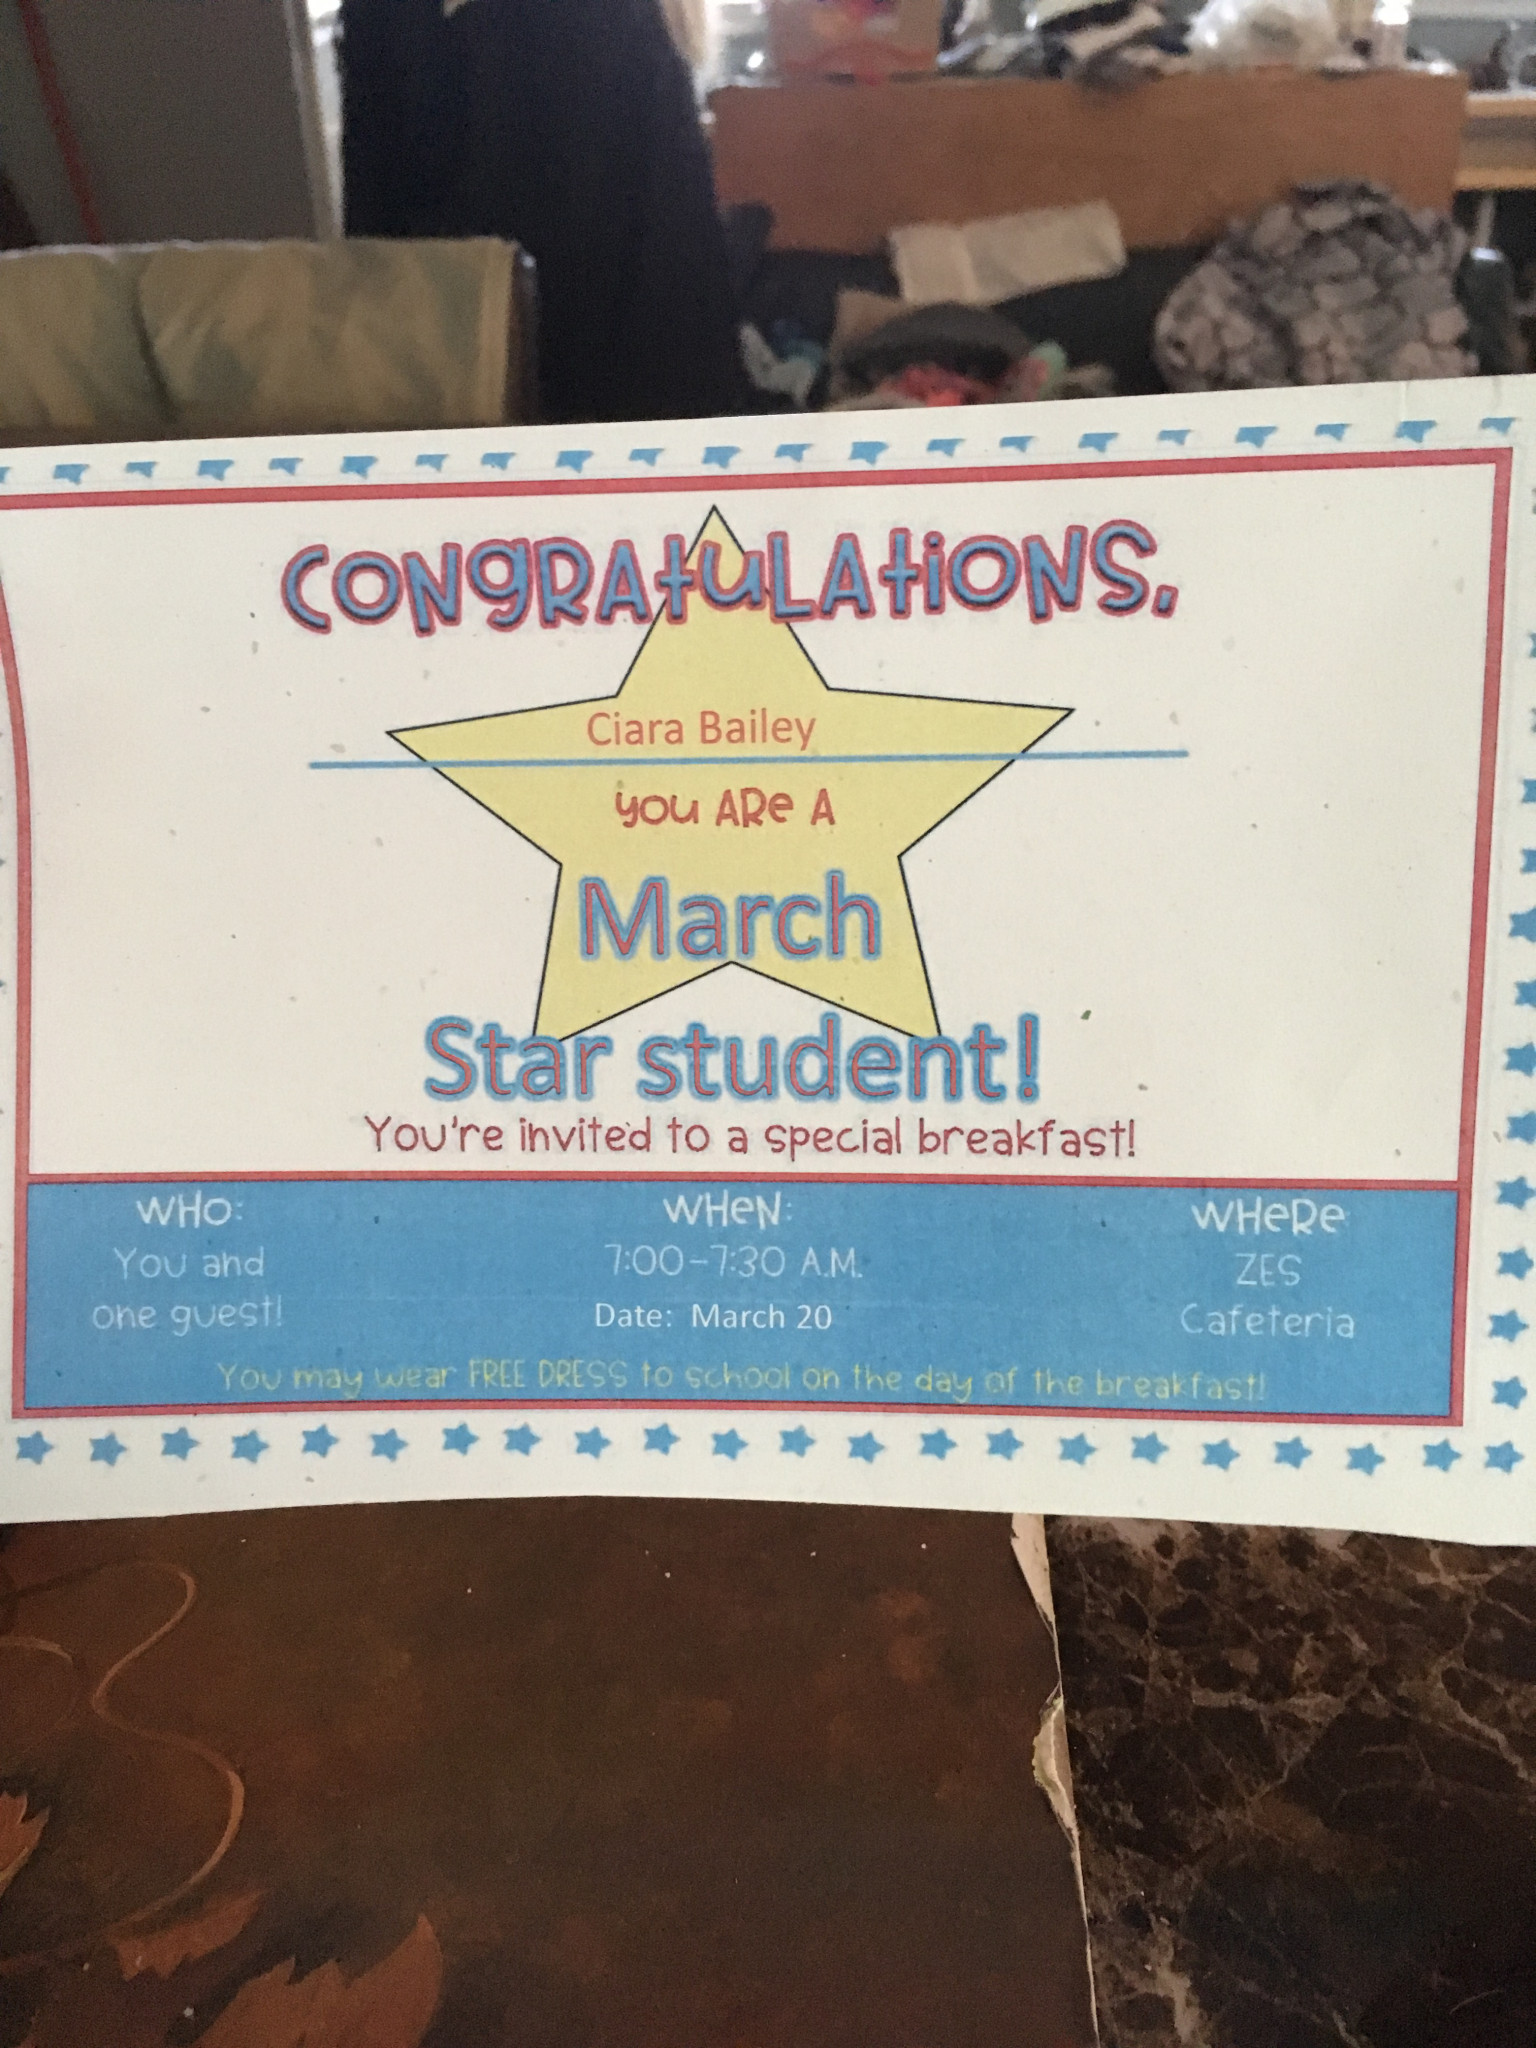 CONgRAtuLAtiONS,
Ciara Bailey
you ARe A
March
Star student!
You're invited to a special breakfast!
WHO:
You and
one guest!
WHeN:
7:00-7:30 A.M.
Date: March 20
WHeRe
ZES
Cafeteria
You may wear FREE DRESS to school on the day of the breakfast!